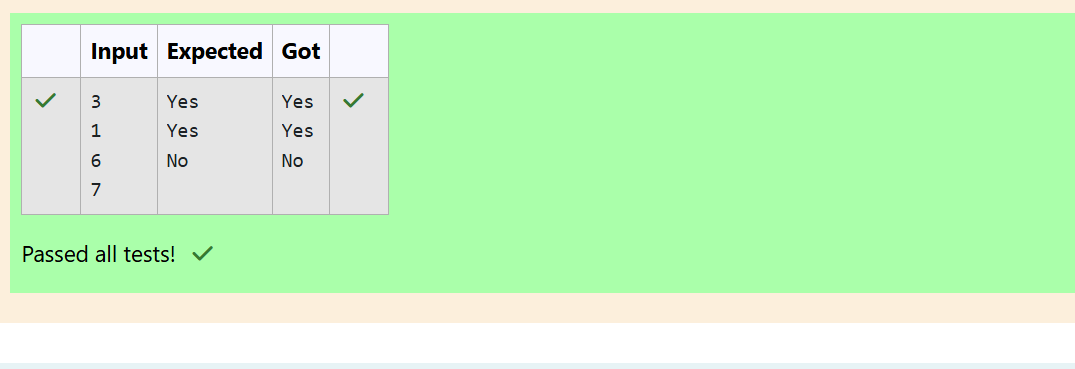 Input Expected Got
3 Yes Yes
1 Yes Yes
6 No No
7
Passed all tests!